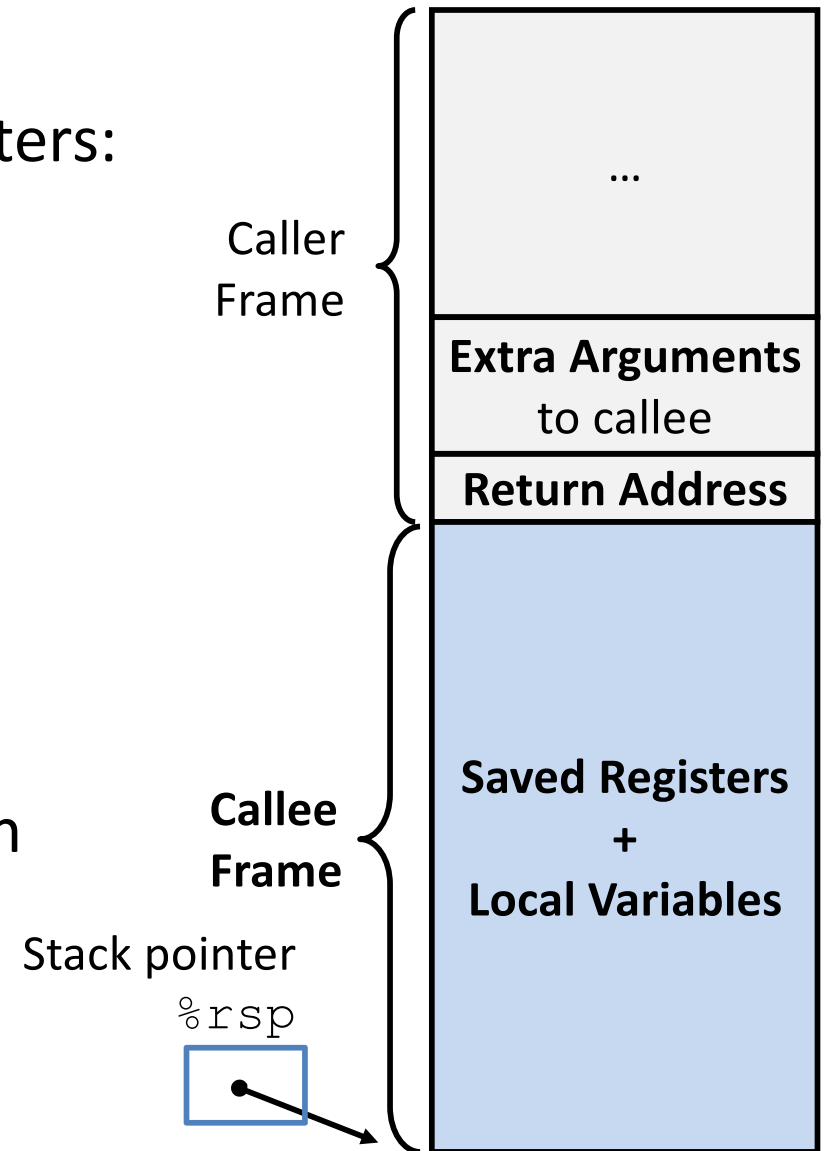 ters:
...
Caller
Frame
Extra Arguments
to callee
Return Address
Saved Registers
+
Local Variables
Callee
Frame
n
Stack pointer
%rsp